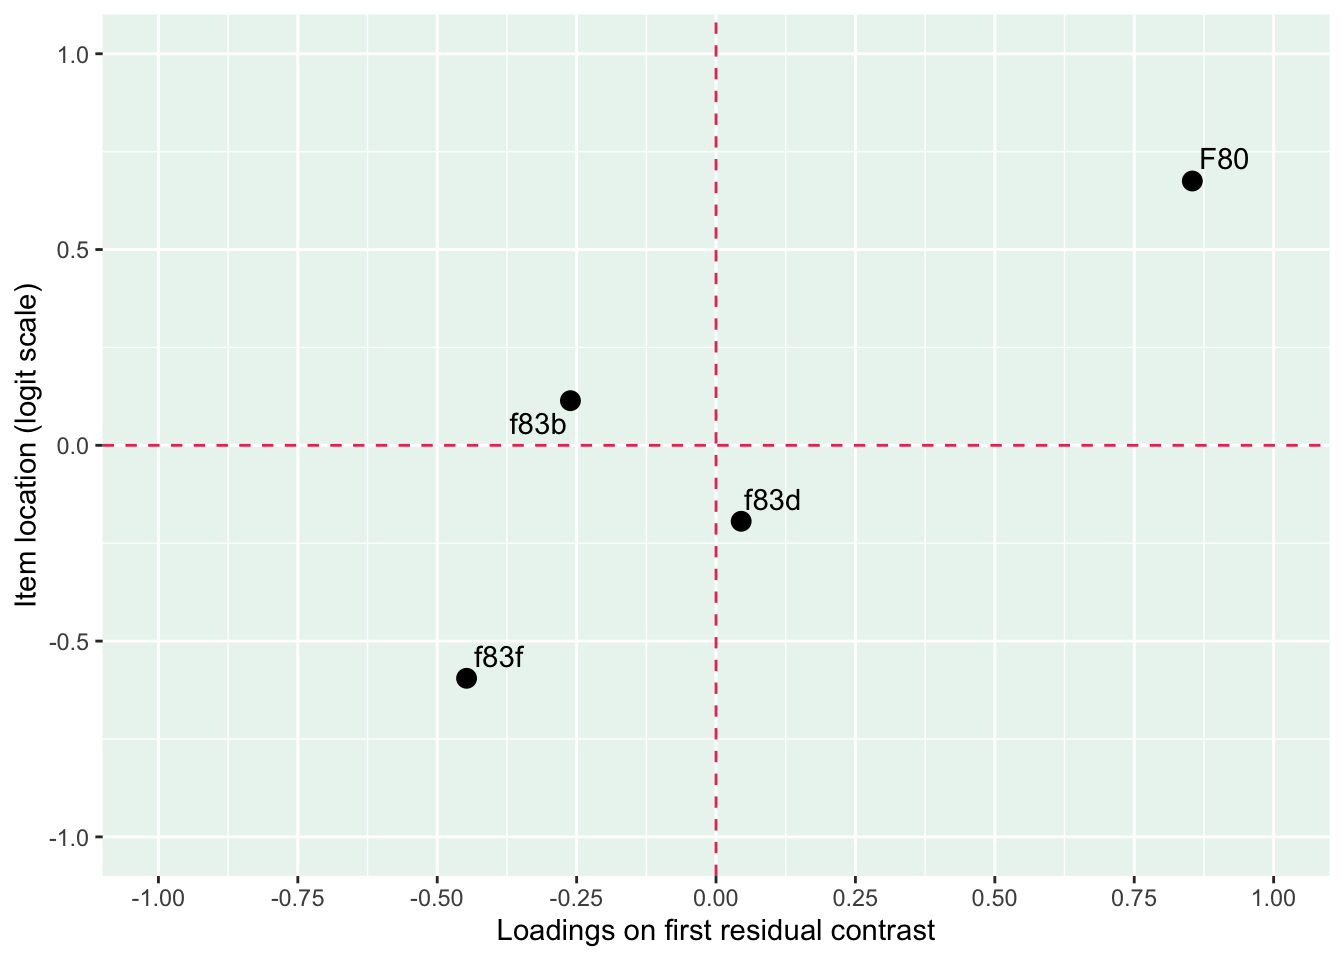 1.0
F80
0.5
f83b
0.0
f83d
-0.5
f83f
-1.0
Item location (logit scale)
-1.00 -0.75 -0.50 -0.25 0.00 0.25 0.50 0.75 1.00
Loadings on first residual contrast